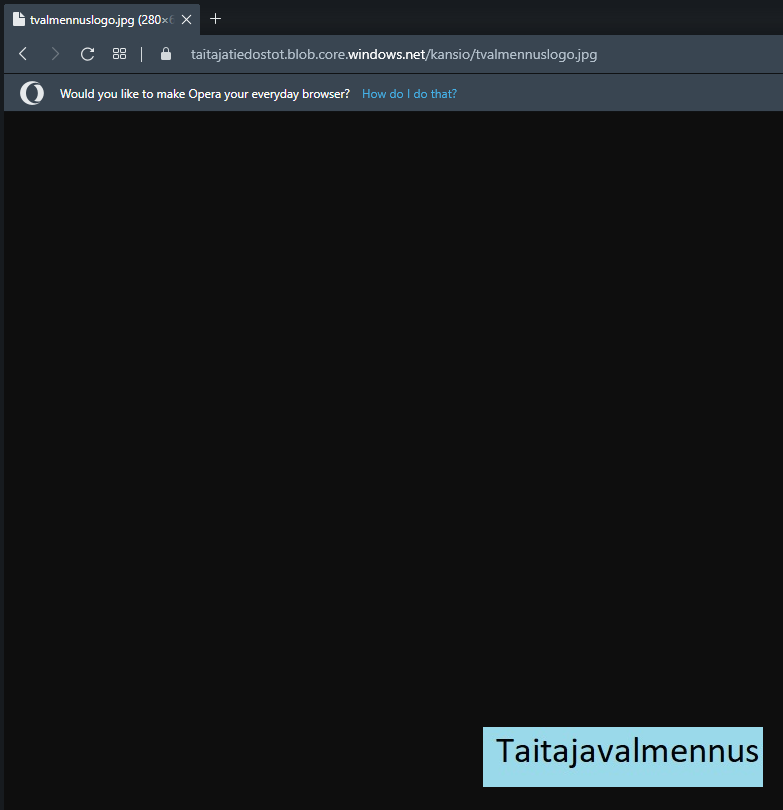 tvalmennuslogo.jpg (280×6
taitajatiedostot.blob.core.windows.net/kansio/tvalmennuslogo.jpg
Would you like to make Opera your everyday browser? How do I do that?
Taitajavalmennus